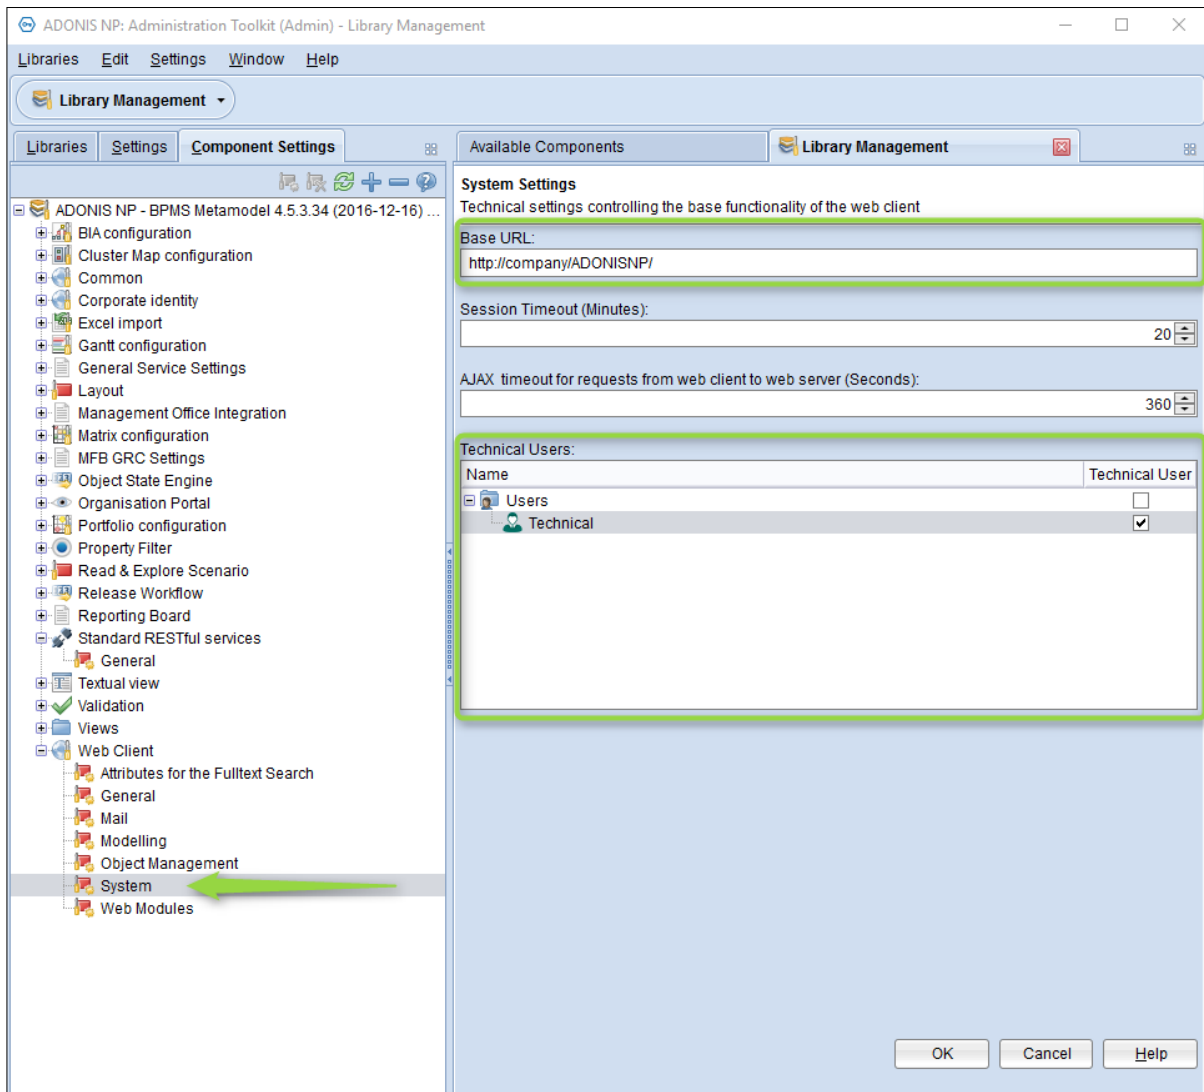 ADONIS NP: Administration Toolkit (Admin) - Library Management
Libraries Edit Settings Window Help
Library Management
Libraries Settings Component Settings
Available Components Library Management
ADONIS NP - BPMS Metamodel 4.5.3.34 (2016-12-16) ...
BIA configuration
Cluster Map configuration
Common
Corporate identity
Excel import
Gantt configuration
General Service Settings
Layout
Management Office Integration
Matrix configuration
MFB GRC Settings
Object State Engine
Organisation Portal
Portfolio configuration
Property Filter
Read & Explore Scenario
Release Workflow
Reporting Board
Standard RESTful services
General
Textual view
Validation
Views
Web Client
Attributes for the Fulltext Search
General
Mail
Modelling
Object Management
System
Web Modules
System Settings
Technical settings controlling the base functionality of the web client
Base URL:
http://company/ADONISNP/
Session Timeout (Minutes):
20
AJAX timeout for requests from web client to web server (Seconds):
360
Technical Users:
Name Technical User
Users
Technical
OK Cancel Help